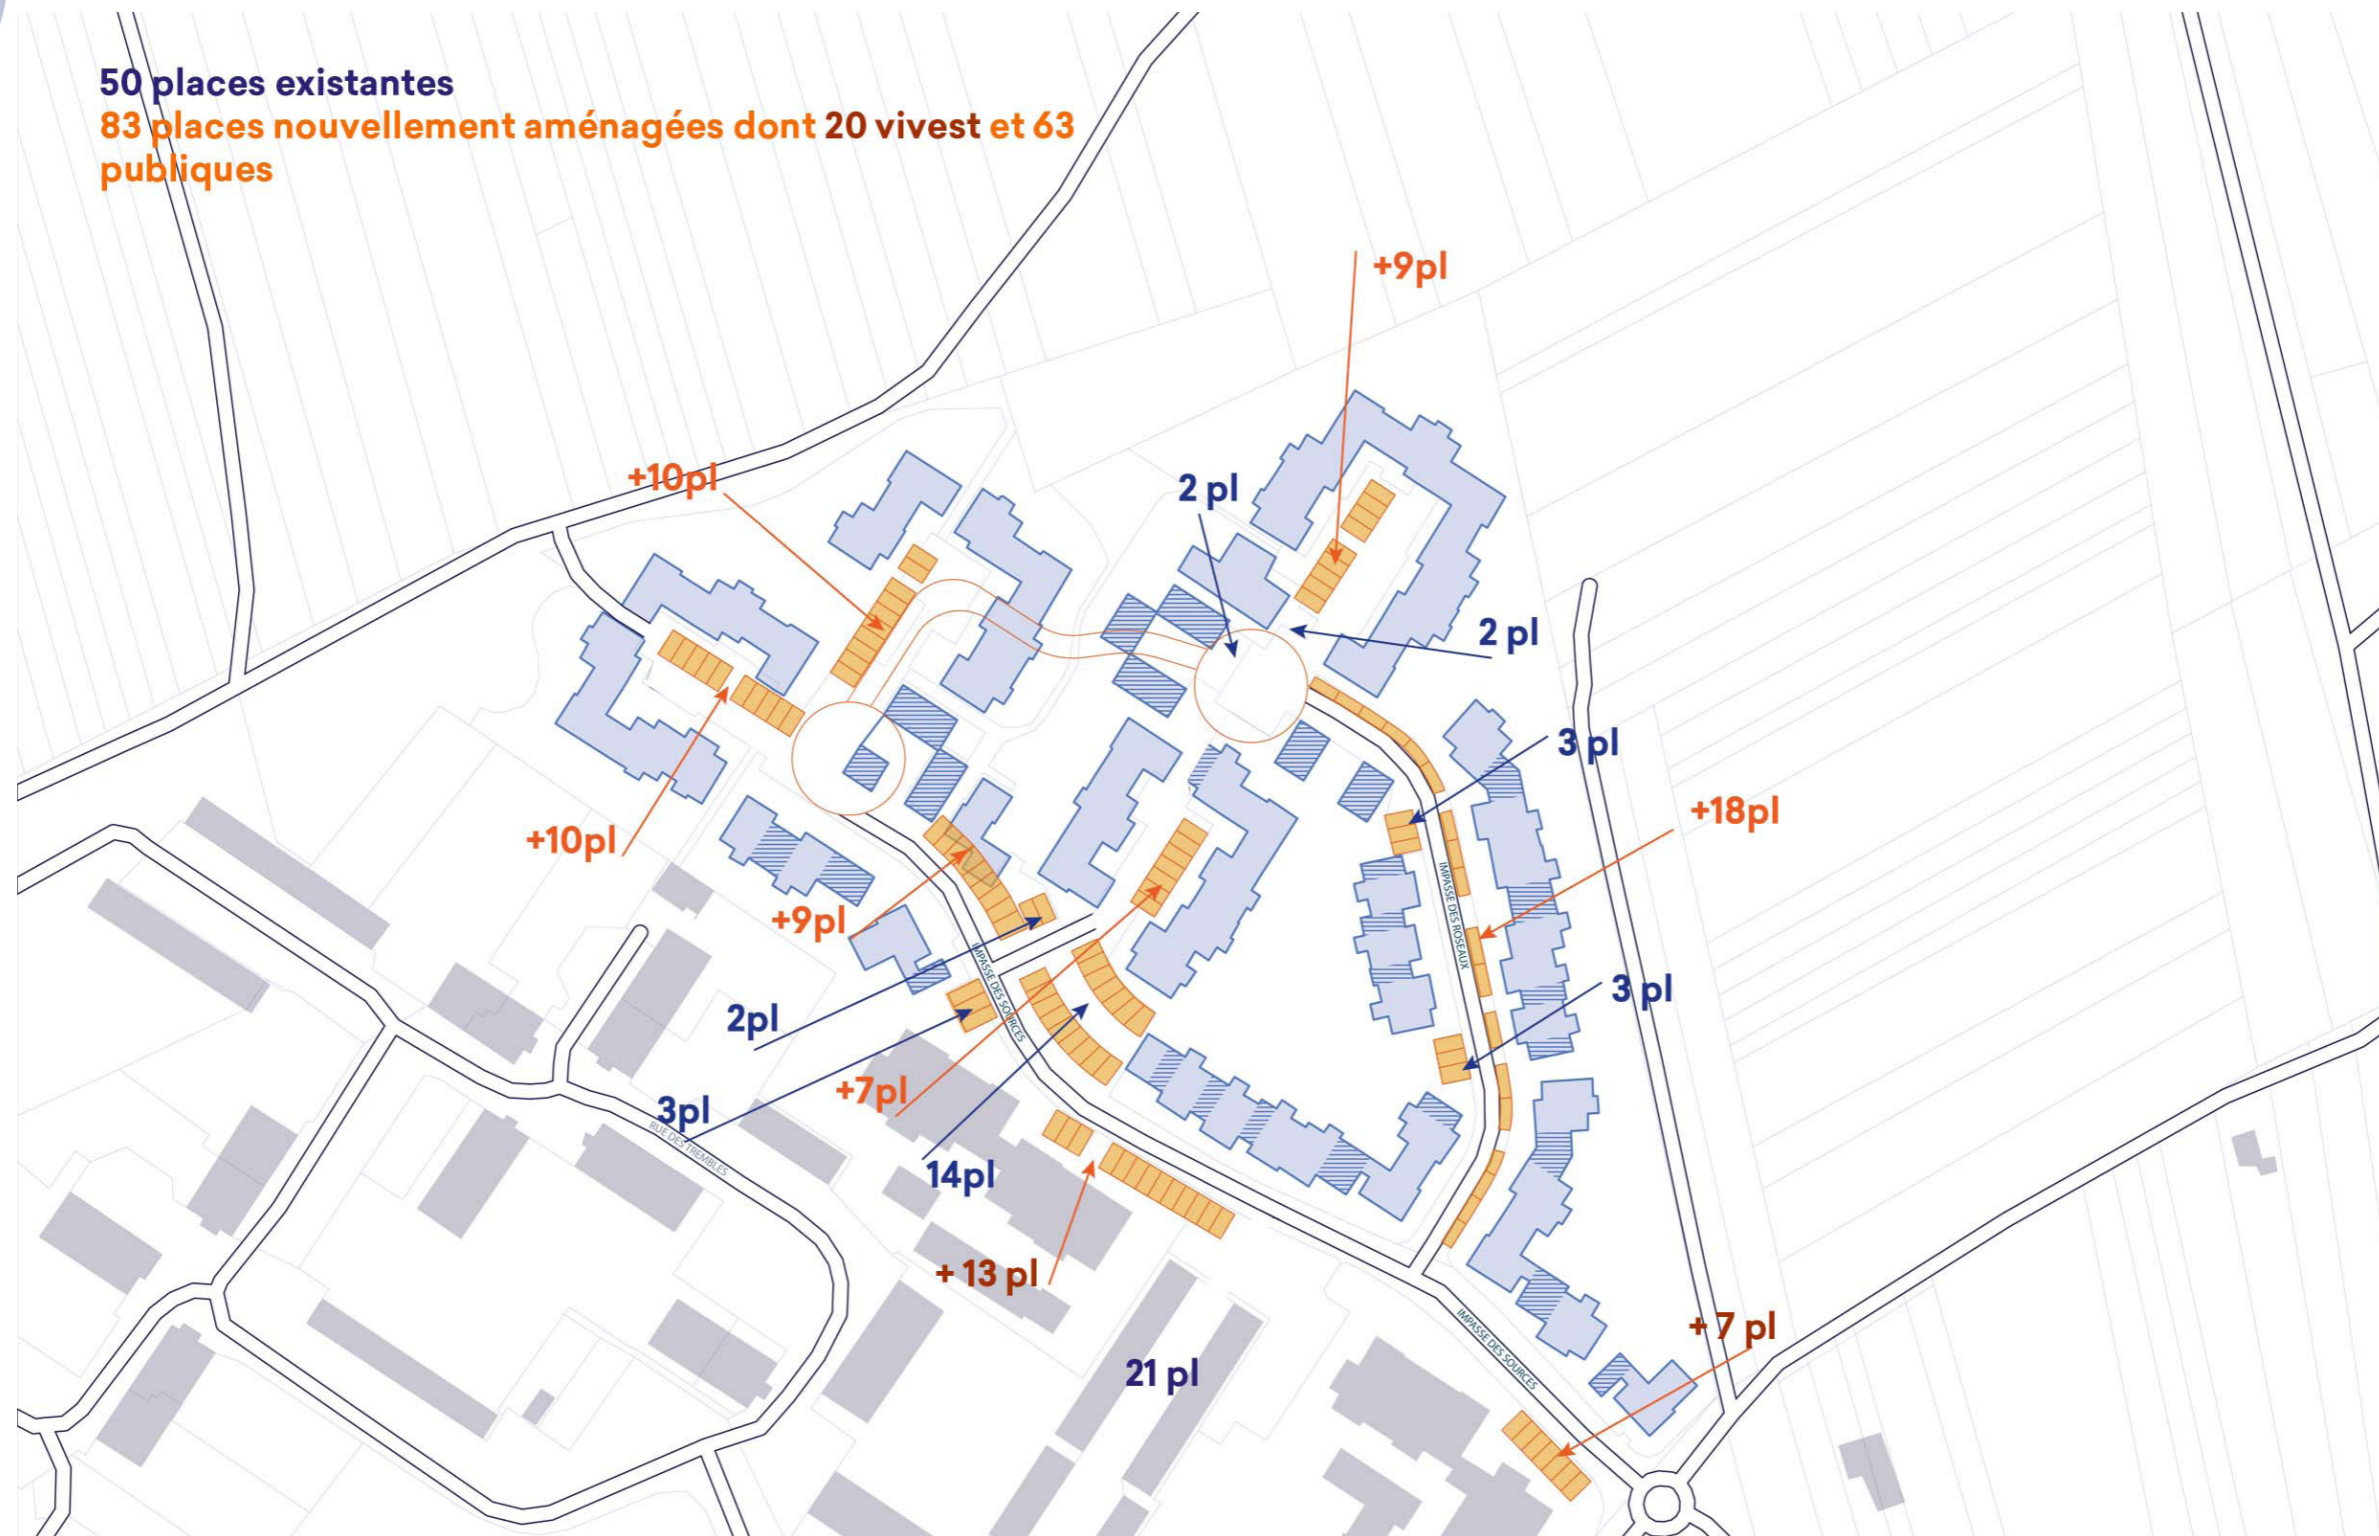 50 places existantes
83 places nouvellement aménagées dont 20 vivest et 63
publiques
+9pl
+10pl
2 pl
2 pl
3 pl
+18pl
+10pl
+9pl
IMPASSE DES ROSEAUX
3 pl
2pl
IMPASSE DES SOURCES
+7pl
3pl
RUE DES TREMBLES
14pl
+ 13 pl
+ 7 pl
IMPASSE DES SOURCES
21 pl